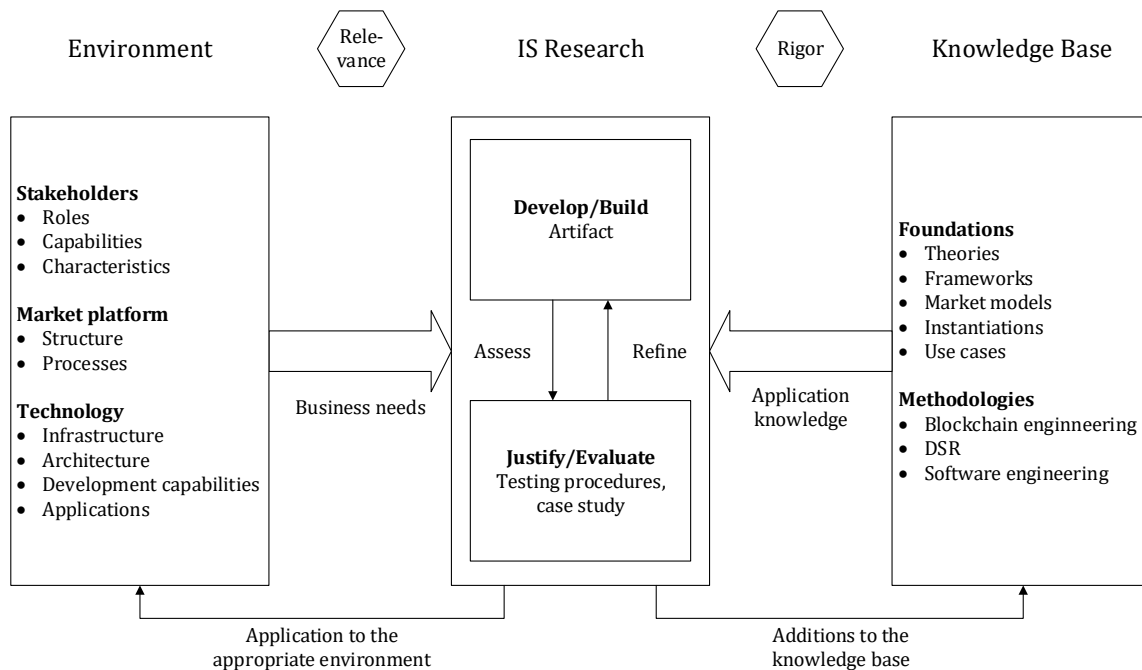 Environment
Rele-
vance
IS Research
Rigor
Knowledge Base
Stakeholders
• Roles
• Capabilities
• Characteristics
Market platform
• Structure
• Processes
Technology
• Infrastructure
• Architecture
• Development capabilities
• Applications
Business needs
Develop/Build
Artifact
Assess
Refine
Justify/Evaluate
Testing procedures,
case study
Application
knowledge
Foundations
• Theories
• Frameworks
• Market models
• Instantiations
• Use cases
Methodologies
• Blockchain enginneering
• DSR
• Software engineering
Application to the
appropriate environment
Additions to the
knowledge base